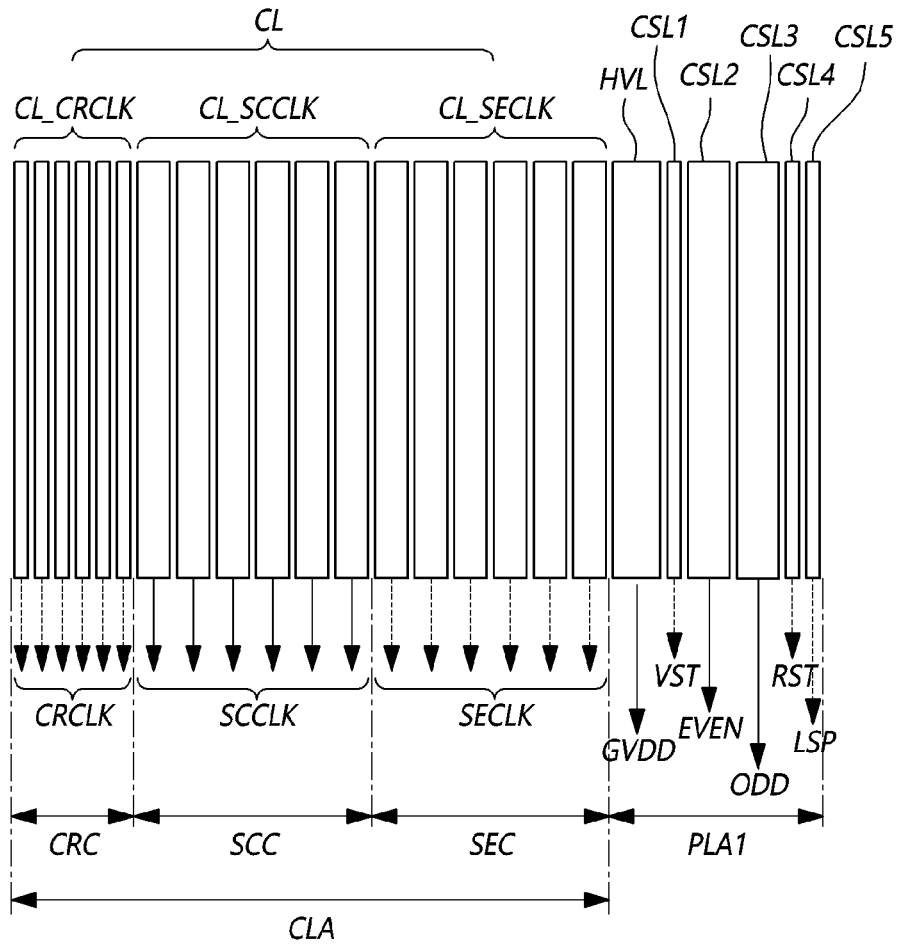 CL
CSL1
CSL3
CSL5
HVL
CSL2
CSL4
CL_CRCLK
CL_SCCLK
CL_SECLK
VST
RST
CRCLK
SCCLK
SECLK
EVEN
GVDD
LSP
ODD
CRC
SCC
SEC
PLA1
CLA